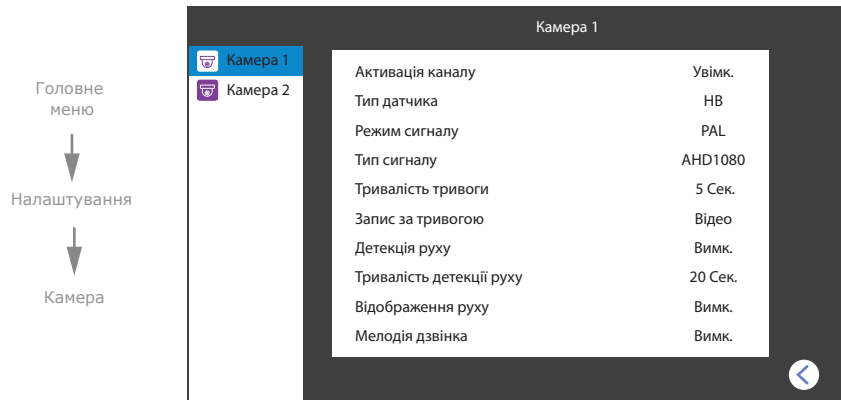 Головне
меню
Налаштування
Камера
Камера 1
Камера 1
Камера 2
Активація каналу Увімк.
Тип датчика НВ
Режим сигналу PAL
Тип сигналу AHD1080
Тривалість тривоги 5 Сек.
Запис за тривогою Відео
Детекція руху Вимк.
Тривалість детекції руху 20 Сек.
Відображення руху Вимк.
Мелодія дзвінка Вимк.